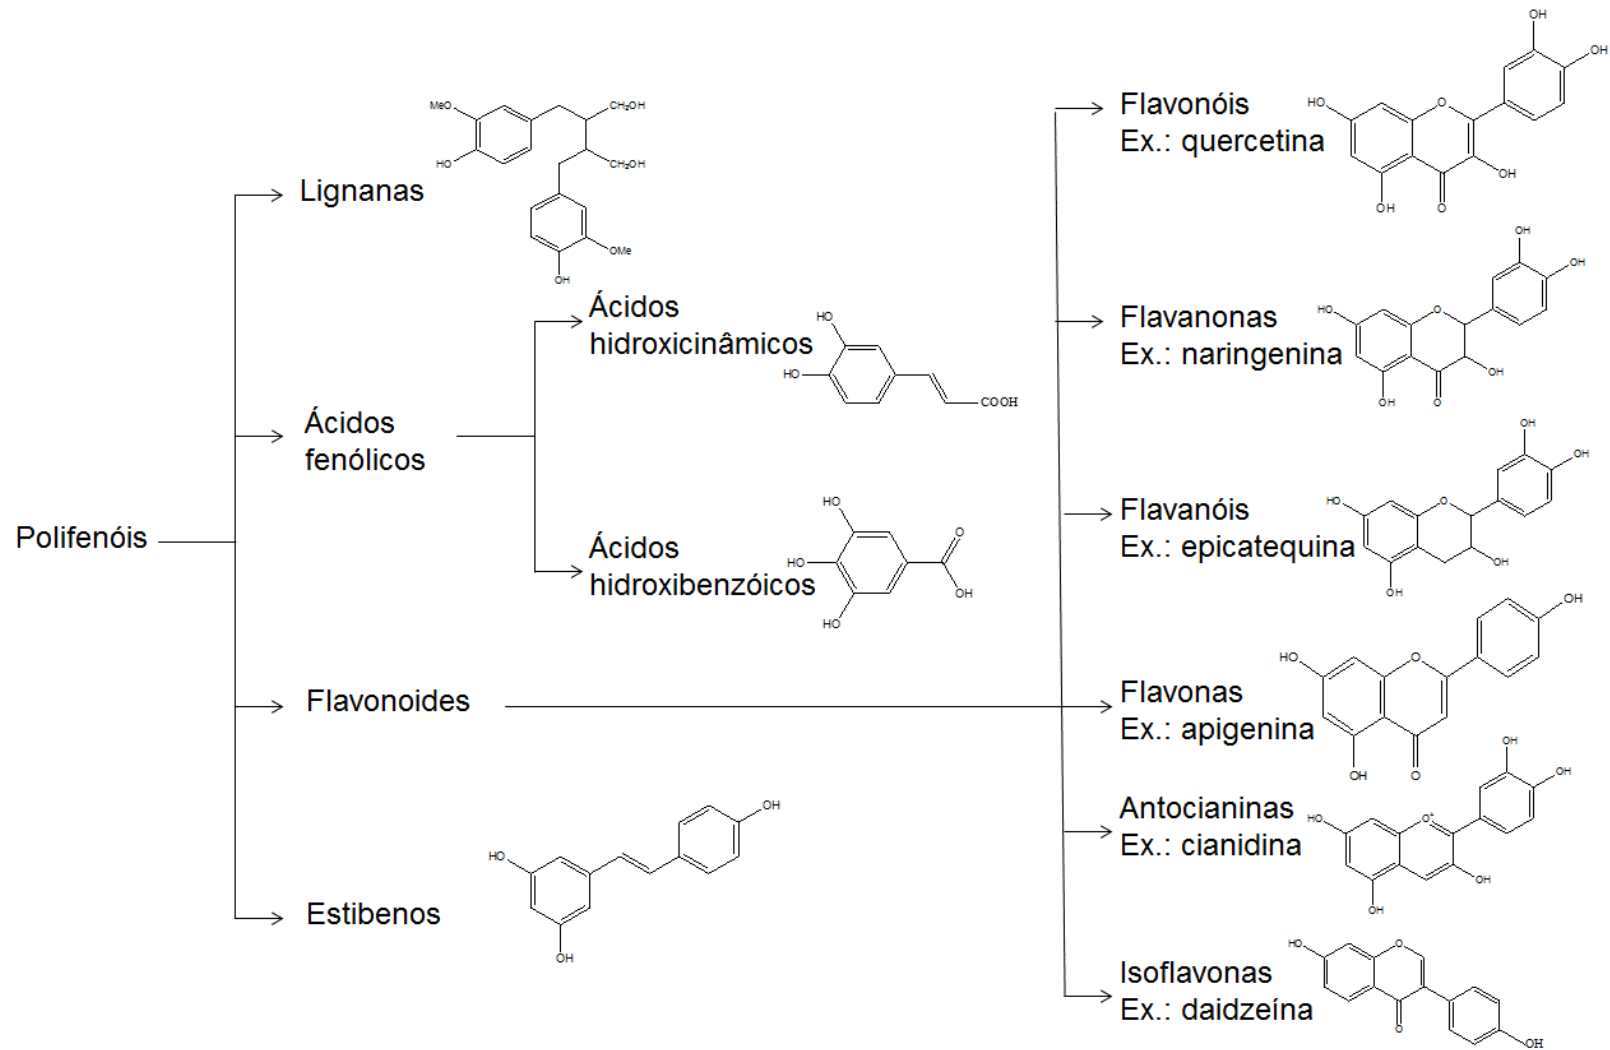 Polifenóis
Lignanas
MeO
CH₂OH
HO
CH₂OH
OMe
OH
Ácidos
fenólicos
Ácidos
hidroxicinâmicos
HO
HO
COOH
Ácidos
hidroxibenzóicos
HO
HO
HO
O
OH
Flavonoides
Estibenos
OH
HO
OH
Flavonóis
Ex.: quercetina
OH
OH
HO
O
OH
OH
O
Flavanonas
Ex.: naringenina
OH
OH
HO
O
OH
OH
O
Flavanóis
Ex.: epicatequina
OH
OH
HO
O
OH
OH
Flavonas
Ex.: apigenina
OH
HO
O
OH
O
Antocianinas
Ex.: cianidina
OH
OH
HO
O⁺
OH
OH
Isoflavonas
Ex.: daidzeína
HO
O
O
OH